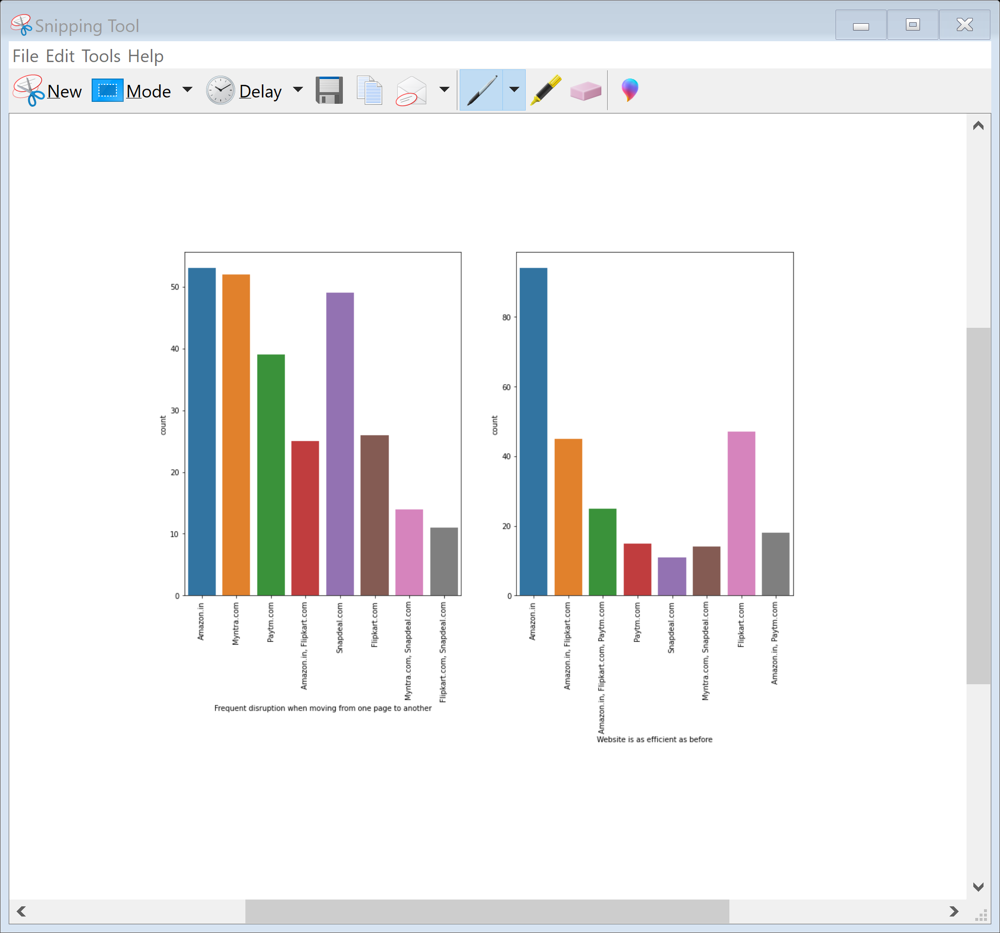 Snipping Tool
File Edit Tools Help
New Mode Delay
50
40
30
20
10
0
count
Amazon.in
Myntra.com
Paytm.com
Amazon.in, Flipkart.com
Snapdeal.com
Flipkart.com
Myntra.com, Snapdeal.com
Flipkart.com, Snapdeal.com
Frequent disruption when moving from one page to another
80
60
40
20
0
count
Amazon.in
Amazon.in, Flipkart.com
Amazon.in, Flipkart.com, Paytm.com
Paytm.com
Snapdeal.com
Myntra.com, Snapdeal.com
Flipkart.com
Amazon.in, Paytm.com
Website is as efficient as before